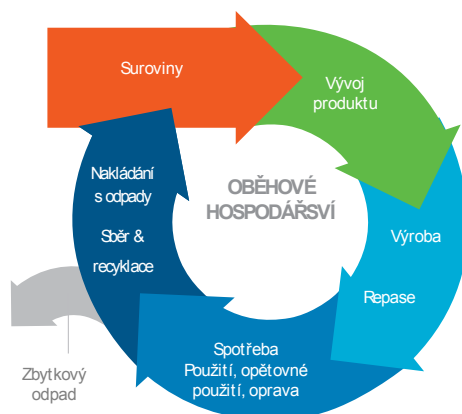 Suroviny
Vývoj
produktu
OBĚHOVÉ
HOSPODÁŘSVÍ
Výroba
Repase
Spotřeba
Použití, opětovné
použití, oprava
Nakládání
s odpady
Sběr &
recyklace
Zbytkový
odpad